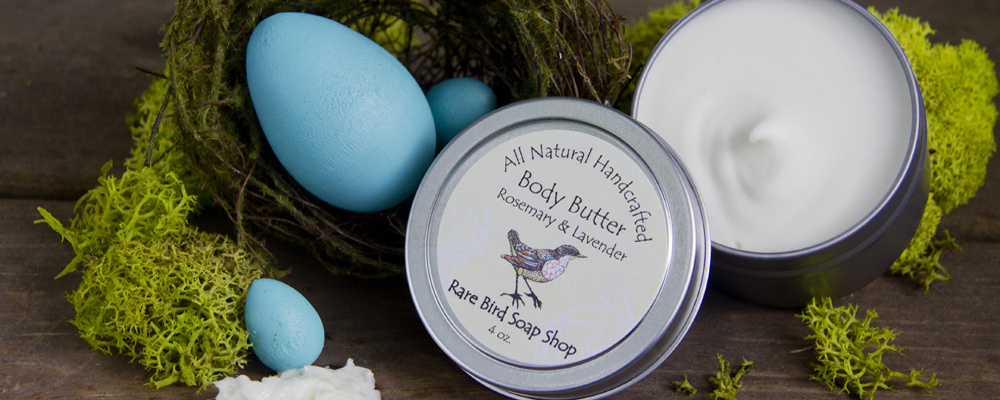 All Natural Handcrafted
Body Butter
Rosemary & Lavender
Rare Bird Soap Shop
4 oz.